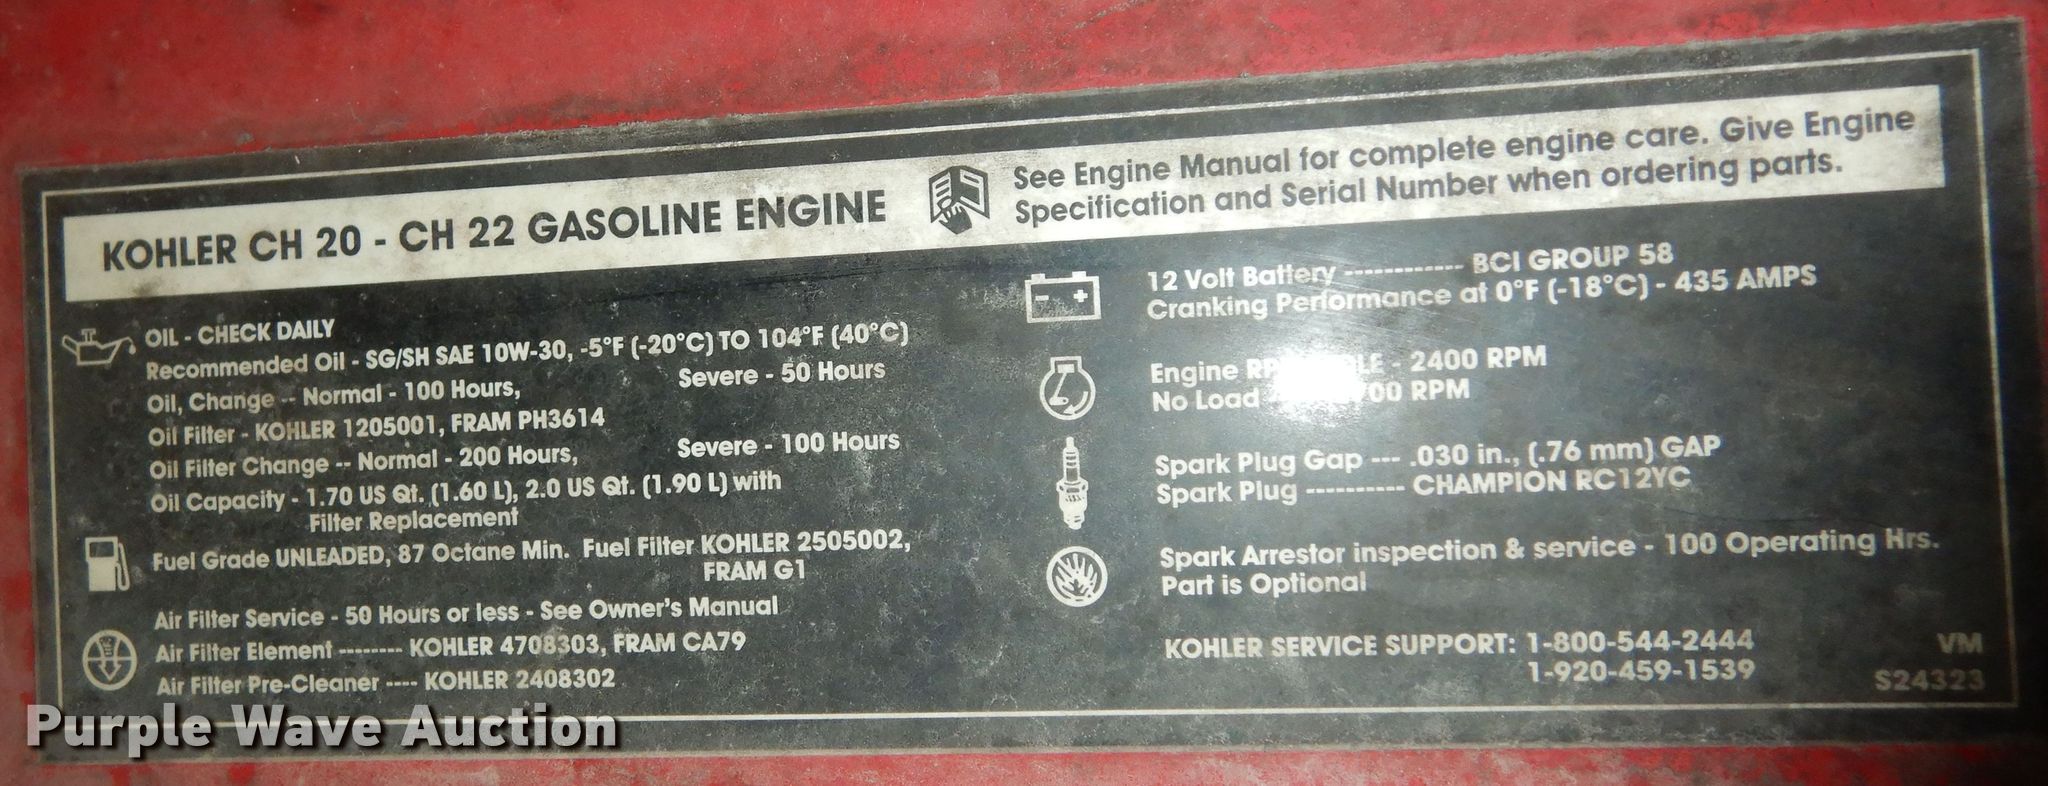 KOHLER CH 20 - CH 22 GASOLINE ENGINE
See Engine Manual for complete engine care. Give Engine
Specification and Serial Number when ordering parts.
OIL - CHECK DAILY
Recommended Oil - SG/SH SAE 10W-30, -5°F (-20°C) TO 104°F (40°C)
Oil, Change -- Normal - 100 Hours, Severe - 50 Hours
Oil Filter - KOHLER 1205001, FRAM PH3614
Oil Filter Change -- Normal - 200 Hours, Severe - 100 Hours
Oil Capacity - 1.70 US Qt. (1.60 L), 2.0 US Qt. (1.90 L) with
Filter Replacement
Fuel Grade UNLEADED, 87 Octane Min. Fuel Filter KOHLER 2505002,
FRAM G1
Air Filter Service - 50 Hours or less - See Owner's Manual
Air Filter Element -------- KOHLER 4708303, FRAM CA79
Air Filter Pre-Cleaner ---- KOHLER 2408302
12 Volt Battery ------------ BCI GROUP 58
Cranking Performance at 0°F (-18°C) - 435 AMPS
Engine - 2400 RPM
No Load RPM
Spark Plug Gap --- .030 in., (.76 mm) GAP
Spark Plug ---------- CHAMPION RC12YC
Spark Arrestor inspection & service - 100 Operating Hrs.
Part is Optional
KOHLER SERVICE SUPPORT: 1-800-544-2444
1-920-459-1539
VM
S24323
Purple Wave Auction